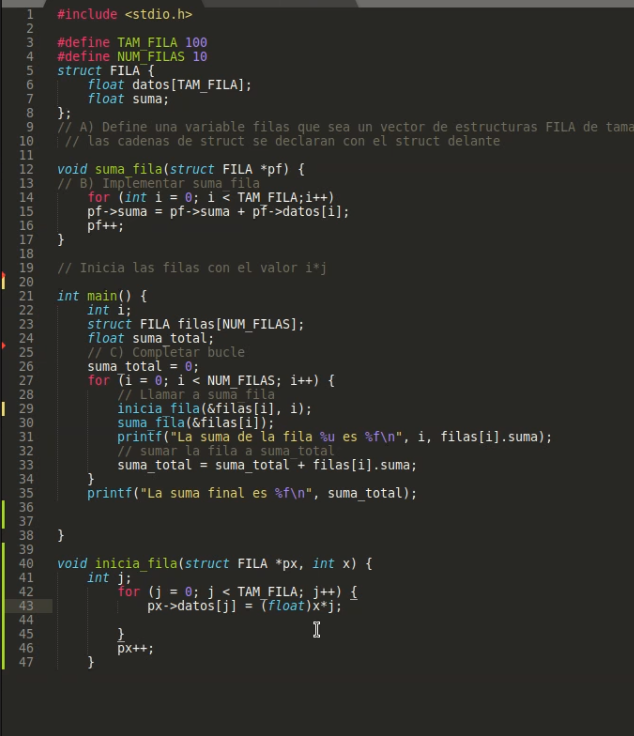 1 #include <stdio.h>
2
3 #define TAM_FILA 100
4 #define NUM_FILAS 10
5 struct FILA {
6 float datos[TAM_FILA];
7 float suma;
8 };
9 // A) Define una variable filas que sea un vector de estructuras FILA de tama
10 // las cadenas de struct se declaran con el struct delante
11
12 void suma_fila(struct FILA *pf) {
13 // B) Implementar suma_fila
14 for (int i = 0; i < TAM_FILA;i++)
15 pf->suma = pf->suma + pf->datos[i];
16 pf++;
17 }
18
19 // Inicia las filas con el valor i*j
20
21 int main() {
22 int i;
23 struct FILA filas[NUM_FILAS];
24 float suma_total;
25 // C) Completar bucle
26 suma_total = 0;
27 for (i = 0; i < NUM_FILAS; i++) {
28 // Llamar a suma_fila
29 inicia_fila(&filas[i], i);
30 suma_fila(&filas[i]);
31 printf("La suma de la fila %u es %f\n", i, filas[i].suma);
32 // sumar la fila a suma_total
33 suma_total = suma_total + filas[i].suma;
34 }
35 printf("La suma final es %f\n", suma_total);
36
37
38 }
39
40 void inicia_fila(struct FILA *px, int x) {
41 int j;
42 for (j = 0; j < TAM_FILA; j++) {
43 px->datos[j] = (float)x*j;
44
45 }
46 px++;
47 }